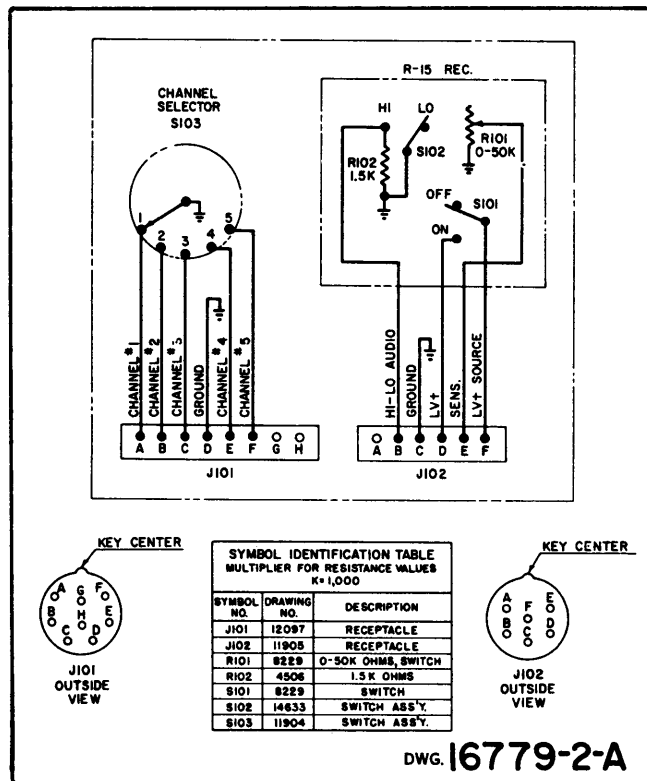 R-15 REC.
CHANNEL
SELECTOR
S103
HI
LO
R101
0-50K
R102
1.5K
S102
OFF
S101
ON
1
2
3
4
5
CHANNEL #1
CHANNEL #2
CHANNEL #3
GROUND
CHANNEL #4
CHANNEL #5
HI-LO AUDIO
GROUND
LV+
SENS.
LV+ SOURCE
A B C D E F G H
J101
A B C D E F
J102
KEY CENTER
A G F
B H E
C D
J101
OUTSIDE
VIEW
SYMBOL IDENTIFICATION TABLE
MULTIPLIER FOR RESISTANCE VALUES
K=1,000
SYMBOL NO. DRAWING NO. DESCRIPTION
J101 12097 RECEPTACLE
J102 11905 RECEPTACLE
R101 8229 0-50K OHMS, SWITCH
R102 4506 1.5K OHMS
S101 8229 SWITCH
S102 14633 SWITCH ASS'Y.
S103 11904 SWITCH ASS'Y.
KEY CENTER
A F E
B C D
J102
OUTSIDE
VIEW
DWG. 16779-2-A